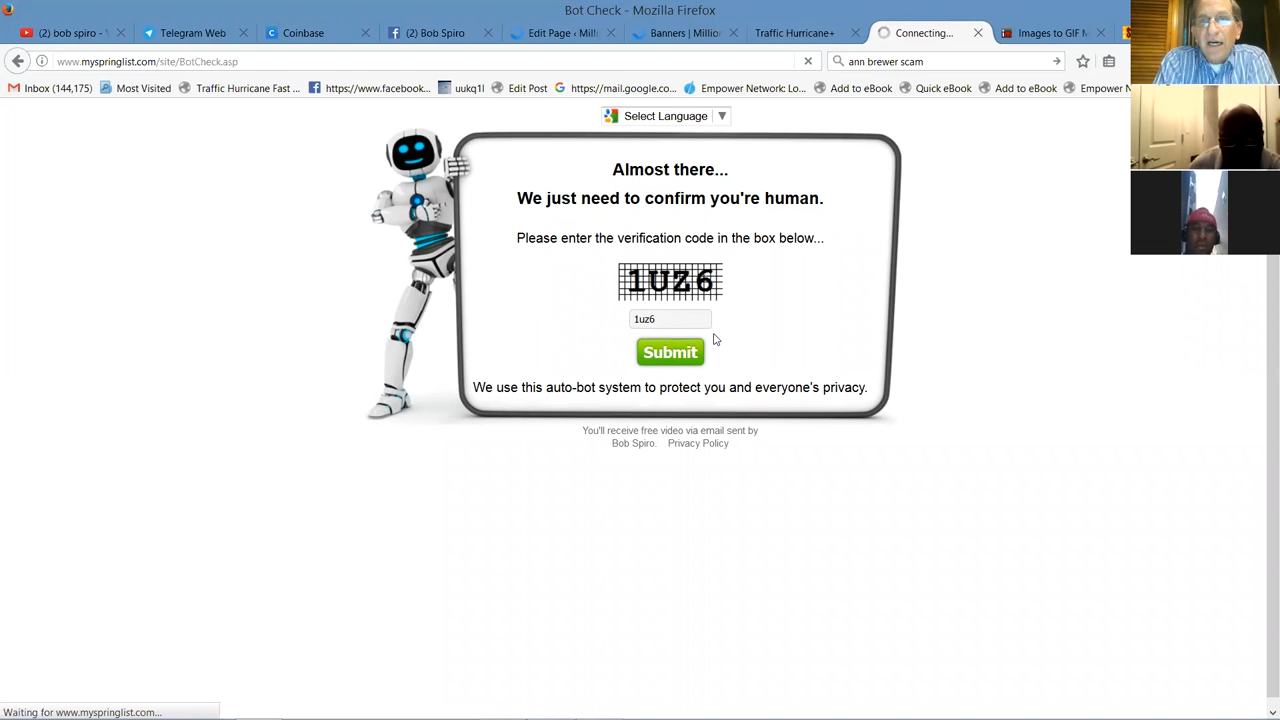 Bot Check - Mozilla Firefox
(2) bob spiro -
Telegram Web
Coinbase
(2) Bob Spiro
Edit Page ‹ Milli
Banners | Million
Traffic Hurricane+
Connecting...
Images to GIF M
www.myspringlist.com/site/BotCheck.asp
ann brewer scam
Inbox (144,175)
Most Visited
Traffic Hurricane Fast ...
https://www.facebook...
uukq1l
Edit Post
https://mail.google.co...
Empower Network: Lo...
Add to eBook
Quick eBook
Add to eBook
Empower N
Select Language
Almost there...
We just need to confirm you're human.
Please enter the verification code in the box below...
1UZ6
1uz6
Submit
We use this auto-bot system to protect you and everyone's privacy.
You'll receive free video via email sent by
Bob Spiro. Privacy Policy
Waiting for www.myspringlist.com...